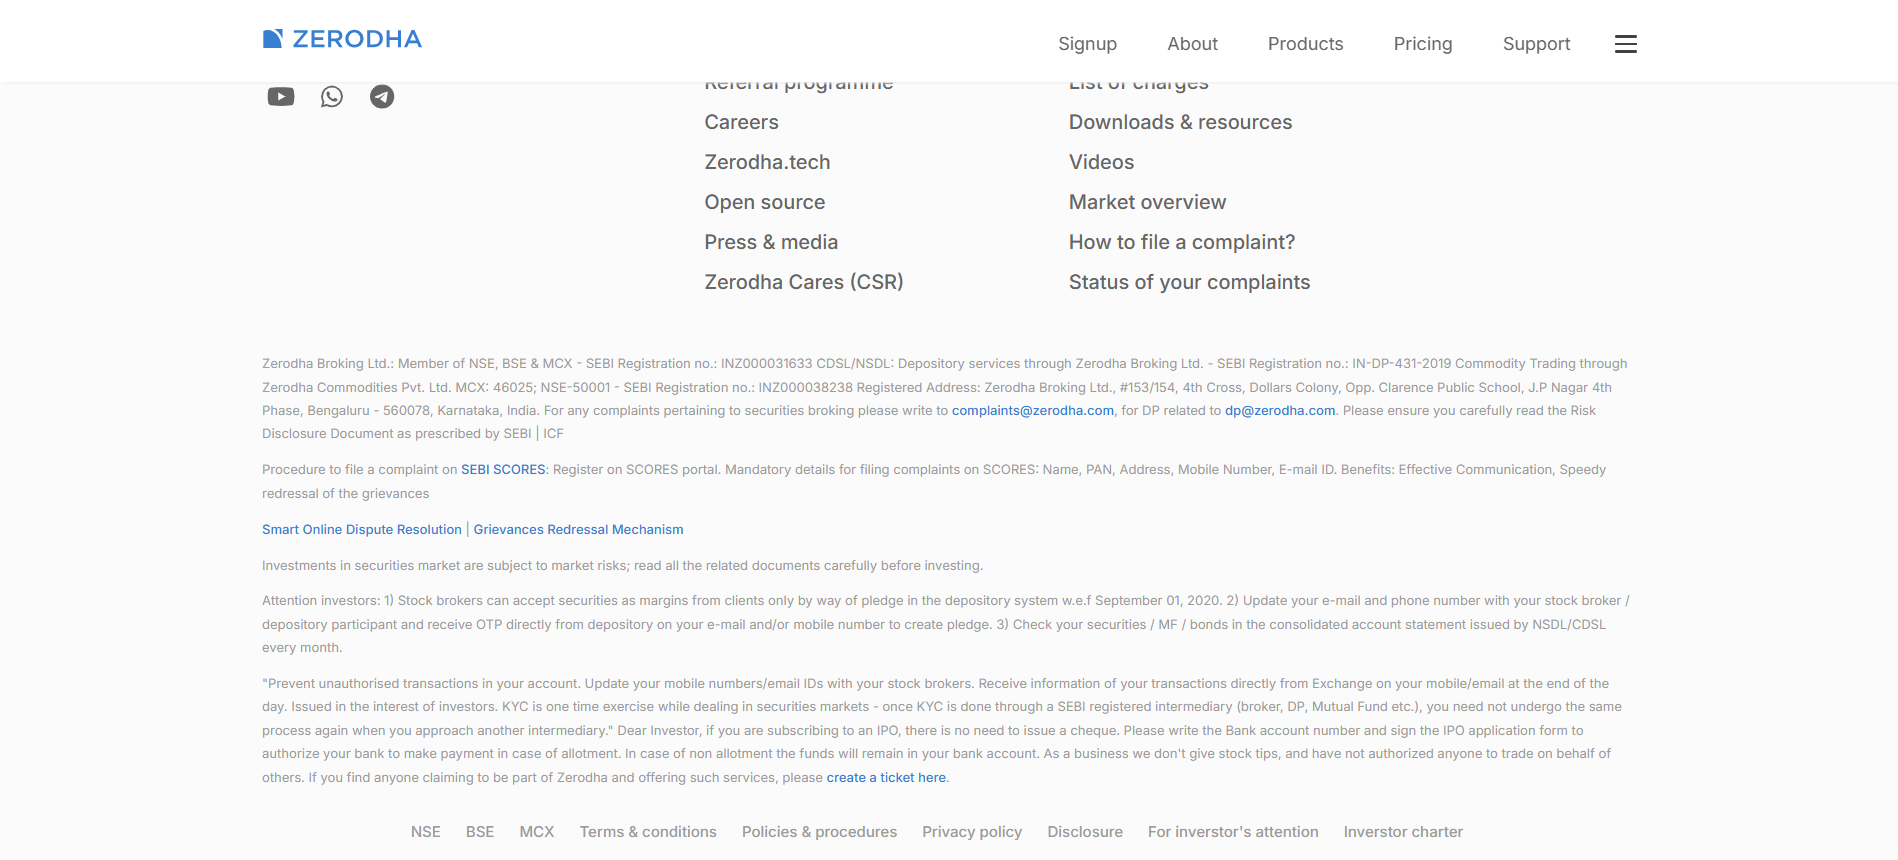 ZERODHA
Signup
About
Products
Pricing
Support
Referral programme
Careers
Zerodha.tech
Open source
Press & media
Zerodha Cares (CSR)
List of charges
Downloads & resources
Videos
Market overview
How to file a complaint?
Status of your complaints
Zerodha Broking Ltd.: Member of NSE, BSE & MCX - SEBI Registration no.: INZ000031633 CDSL/NSDL: Depository services through Zerodha Broking Ltd. - SEBI Registration no.: IN-DP-431-2019 Commodity Trading through
Zerodha Commodities Pvt. Ltd. MCX: 46025; NSE-50001 - SEBI Registration no.: INZ000038238 Registered Address: Zerodha Broking Ltd., #153/154, 4th Cross, Dollars Colony, Opp. Clarence Public School, J.P Nagar 4th
Phase, Bengaluru - 560078, Karnataka, India. For any complaints pertaining to securities broking please write to complaints@zerodha.com, for DP related to dp@zerodha.com. Please ensure you carefully read the Risk
Disclosure Document as prescribed by SEBI | ICF
Procedure to file a complaint on SEBI SCORES: Register on SCORES portal. Mandatory details for filing complaints on SCORES: Name, PAN, Address, Mobile Number, E-mail ID. Benefits: Effective Communication, Speedy
redressal of the grievances
Smart Online Dispute Resolution | Grievances Redressal Mechanism
Investments in securities market are subject to market risks; read all the related documents carefully before investing.
Attention investors: 1) Stock brokers can accept securities as margins from clients only by way of pledge in the depository system w.e.f September 01, 2020. 2) Update your e-mail and phone number with your stock broker /
depository participant and receive OTP directly from depository on your e-mail and/or mobile number to create pledge. 3) Check your securities / MF / bonds in the consolidated account statement issued by NSDL/CDSL
every month.
"Prevent unauthorised transactions in your account. Update your mobile numbers/email IDs with your stock brokers. Receive information of your transactions directly from Exchange on your mobile/email at the end of the
day. Issued in the interest of investors. KYC is one time exercise while dealing in securities markets - once KYC is done through a SEBI registered intermediary (broker, DP, Mutual Fund etc.), you need not undergo the same
process again when you approach another intermediary." Dear Investor, if you are subscribing to an IPO, there is no need to issue a cheque. Please write the Bank account number and sign the IPO application form to
authorize your bank to make payment in case of allotment. In case of non allotment the funds will remain in your bank account. As a business we don't give stock tips, and have not authorized anyone to trade on behalf of
others. If you find anyone claiming to be part of Zerodha and offering such services, please create a ticket here.
NSE
BSE
MCX
Terms & conditions
Policies & procedures
Privacy policy
Disclosure
For inverstor's attention
Inverstor charter